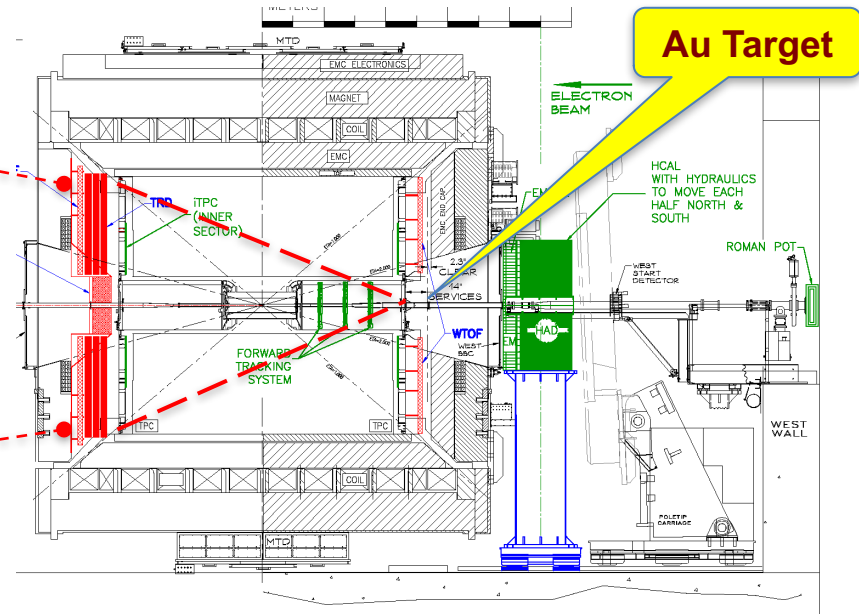 METERS
MTD
EMC ELECTRONICS
MAGNET
COIL
EMC
Au Target
ELECTRON
BEAM
HCAL
WITH HYDRAULICS
TO MOVE EACH
HALF NORTH &
SOUTH
ROMAN POT
WEST
START
DETECTOR
TRD
iTPC
(INNER
SECTOR)
EMC END CAP
2.3"
CLEAR
14"
SERVICES
WTOF
WEST
BBC
EM
HAD
FORWARD
TRACKING
SYSTEM
TPC
TPC
COIL
MTD
WEST
WALL
POLETIP
CARRIAGE